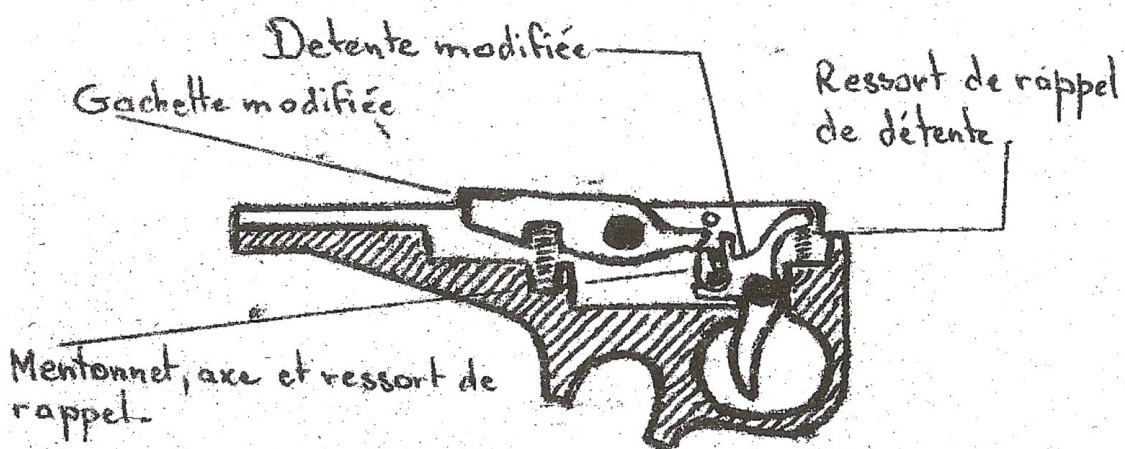 Detente modifiée
Gachette modifiée
Ressort de rappel
de détente
Mentonnet, axe et ressort de
rappel.